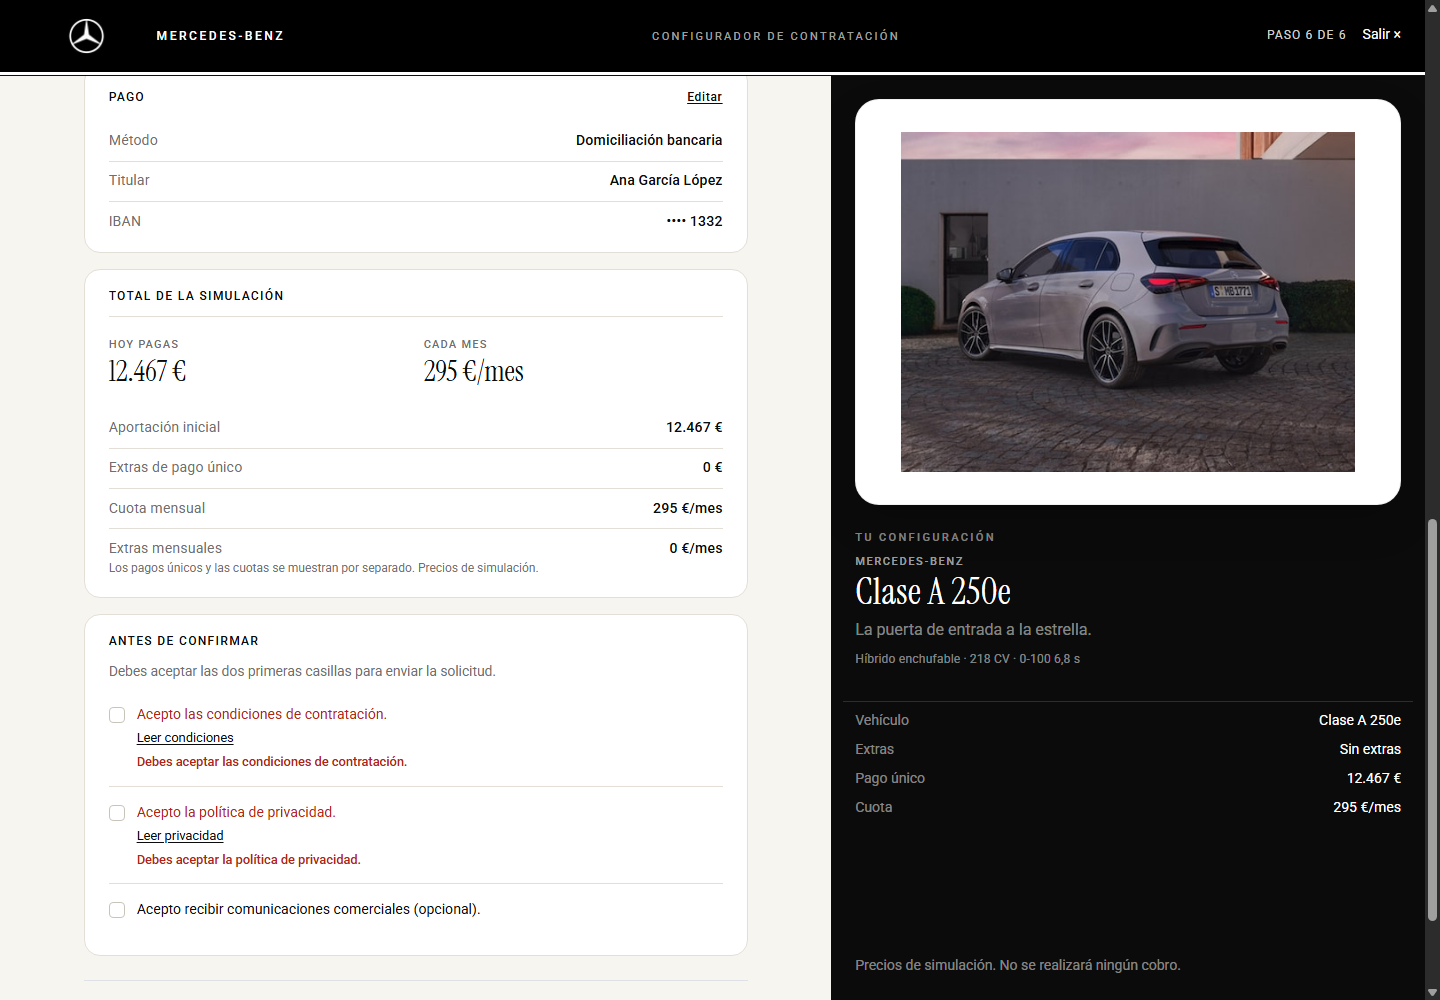 MERCEDES-BENZ
CONFIGURADOR DE CONTRATACIÓN
PASO 6 DE 6
Salir ×
PAGO
Editar
Método
Domiciliación bancaria
Titular
Ana García López
IBAN
•••• 1332
TOTAL DE LA SIMULACIÓN
HOY PAGAS
CADA MES
12.467 €
295 €/mes
Aportación inicial
12.467 €
Extras de pago único
0 €
Cuota mensual
295 €/mes
Extras mensuales
0 €/mes
Los pagos únicos y las cuotas se muestran por separado. Precios de simulación.
ANTES DE CONFIRMAR
Debes aceptar las dos primeras casillas para enviar la solicitud.
Acepto las condiciones de contratación.
Leer condiciones
Debes aceptar las condiciones de contratación.
Acepto la política de privacidad.
Leer privacidad
Debes aceptar la política de privacidad.
Acepto recibir comunicaciones comerciales (opcional).
TU CONFIGURACIÓN
MERCEDES-BENZ
Clase A 250e
La puerta de entrada a la estrella.
Híbrido enchufable · 218 CV · 0-100 6,8 s
Vehículo
Clase A 250e
Extras
Sin extras
Pago único
12.467 €
Cuota
295 €/mes
Precios de simulación. No se realizará ningún cobro.